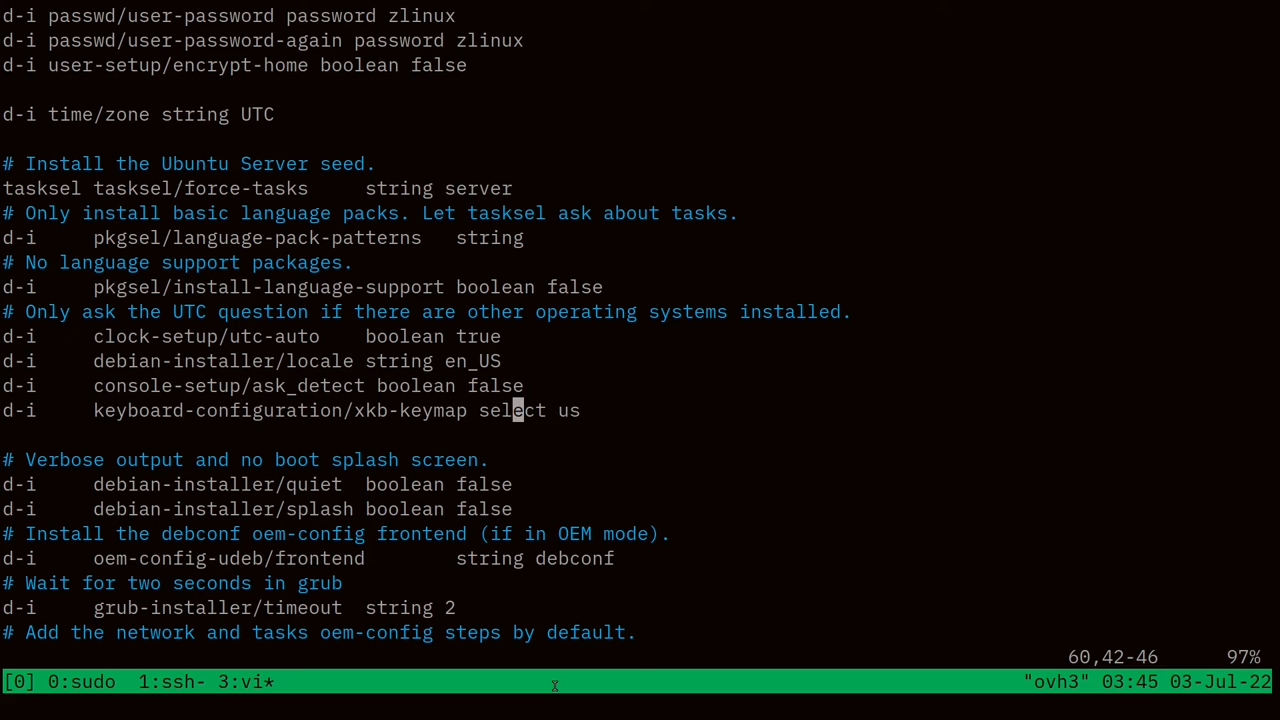 d-i passwd/user-password password zlinux
d-i passwd/user-password-again password zlinux
d-i user-setup/encrypt-home boolean false
d-i time/zone string UTC
# Install the Ubuntu Server seed.
tasksel tasksel/force-tasks     string server
# Only install basic language packs. Let tasksel ask about tasks.
d-i     pkgsel/language-pack-patterns   string
# No language support packages.
d-i     pkgsel/install-language-support boolean false
# Only ask the UTC question if there are other operating systems installed.
d-i     clock-setup/utc-auto    boolean true
d-i     debian-installer/locale string en_US
d-i     console-setup/ask_detect boolean false
d-i     keyboard-configuration/xkb-keymap select us
# Verbose output and no boot splash screen.
d-i     debian-installer/quiet  boolean false
d-i     debian-installer/splash boolean false
# Install the debconf oem-config frontend (if in OEM mode).
d-i     oem-config-udeb/frontend        string debconf
# Wait for two seconds in grub
d-i     grub-installer/timeout  string 2
# Add the network and tasks oem-config steps by default.
60,42-46      97%
[0] 0:sudo  1:ssh- 3:vi*    "ovh3" 03:45 03-Jul-22